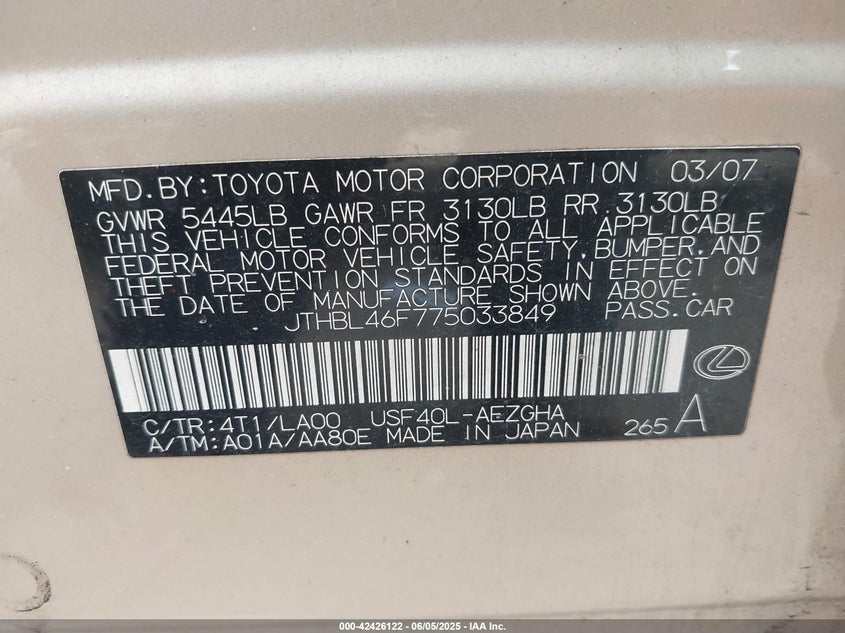 MFD.BY:TOYOTA MOTOR CORPORATION 03/07
GVWR 5445LB GAWR FR 3130LB RR 3130LB
THIS VEHICLE CONFORMS TO ALL APPLICABLE
FEDERAL MOTOR VEHICLE SAFETY,BUMPER,AND
THEFT PREVENTION STANDARDS IN EFFECT ON
THE DATE OF MANUFACTURE SHOWN ABOVE.
JTHBL46F775033849 PASS.CAR
C/TR:4T1/LA00 USF40L-AEZGHA
A/TM:A01A/AA80E MADE IN JAPAN 265 A
000-42426122 - 06/05/2025 - IAA Inc.